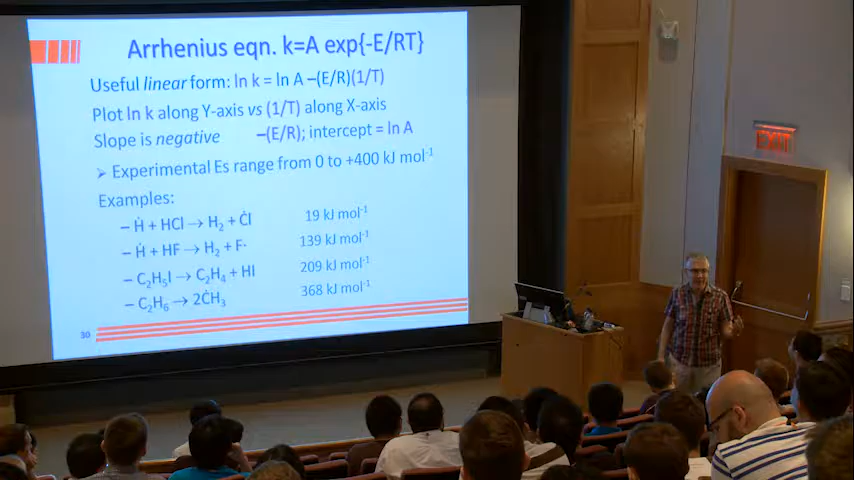 Arrhenius eqn. k=A exp{-E/RT}
Useful linear form: ln k = ln A –(E/R)(1/T)
Plot ln k along Y-axis vs (1/T) along X-axis
Slope is negative –(E/R); intercept = ln A
➢ Experimental Es range from 0 to +400 kJ mol⁻¹
Examples:
– Ḣ + HCl → H₂ + Ċl 19 kJ mol⁻¹
– Ḣ + HF → H₂ + F· 139 kJ mol⁻¹
– C₂H₅I → C₂H₄ + HI 209 kJ mol⁻¹
– C₂H₆ → 2ĊH₃ 368 kJ mol⁻¹
30
EXIT